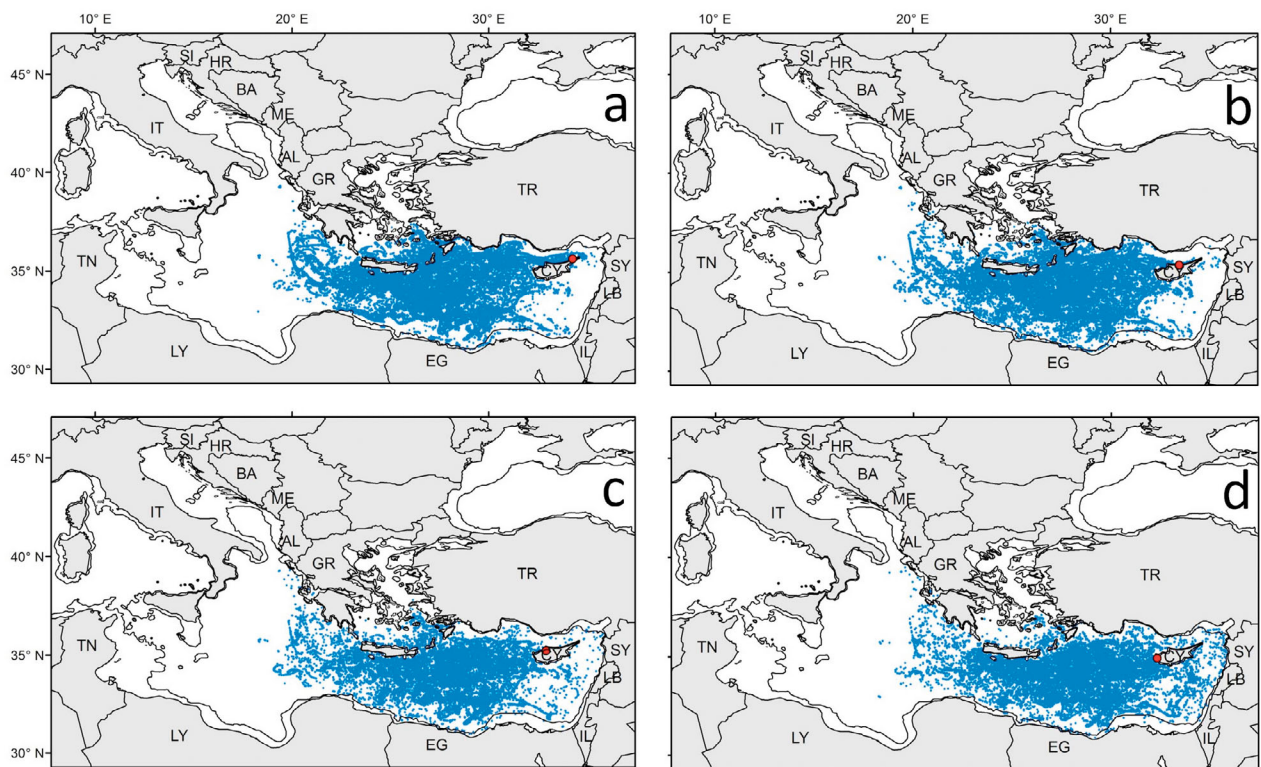 10° E 20° E 30° E 10° E 20° E 30° E
45° N
40° N
35° N
30° N
SI
HR
BA
IT
ME
AL
GR
TR
TN
CY
SY
LB
LY
EG
IL
a
SI
HR
BA
IT
ME
AL
GR
TR
TN
SY
LB
LY
EG
IL
b
45° N
40° N
35° N
30° N
SI
HR
BA
IT
ME
AL
GR
TR
TN
CY
SY
LB
LY
EG
IL
c
SI
HR
BA
IT
ME
AL
GR
TR
TN
CY
SY
LB
LY
EG
IL
d